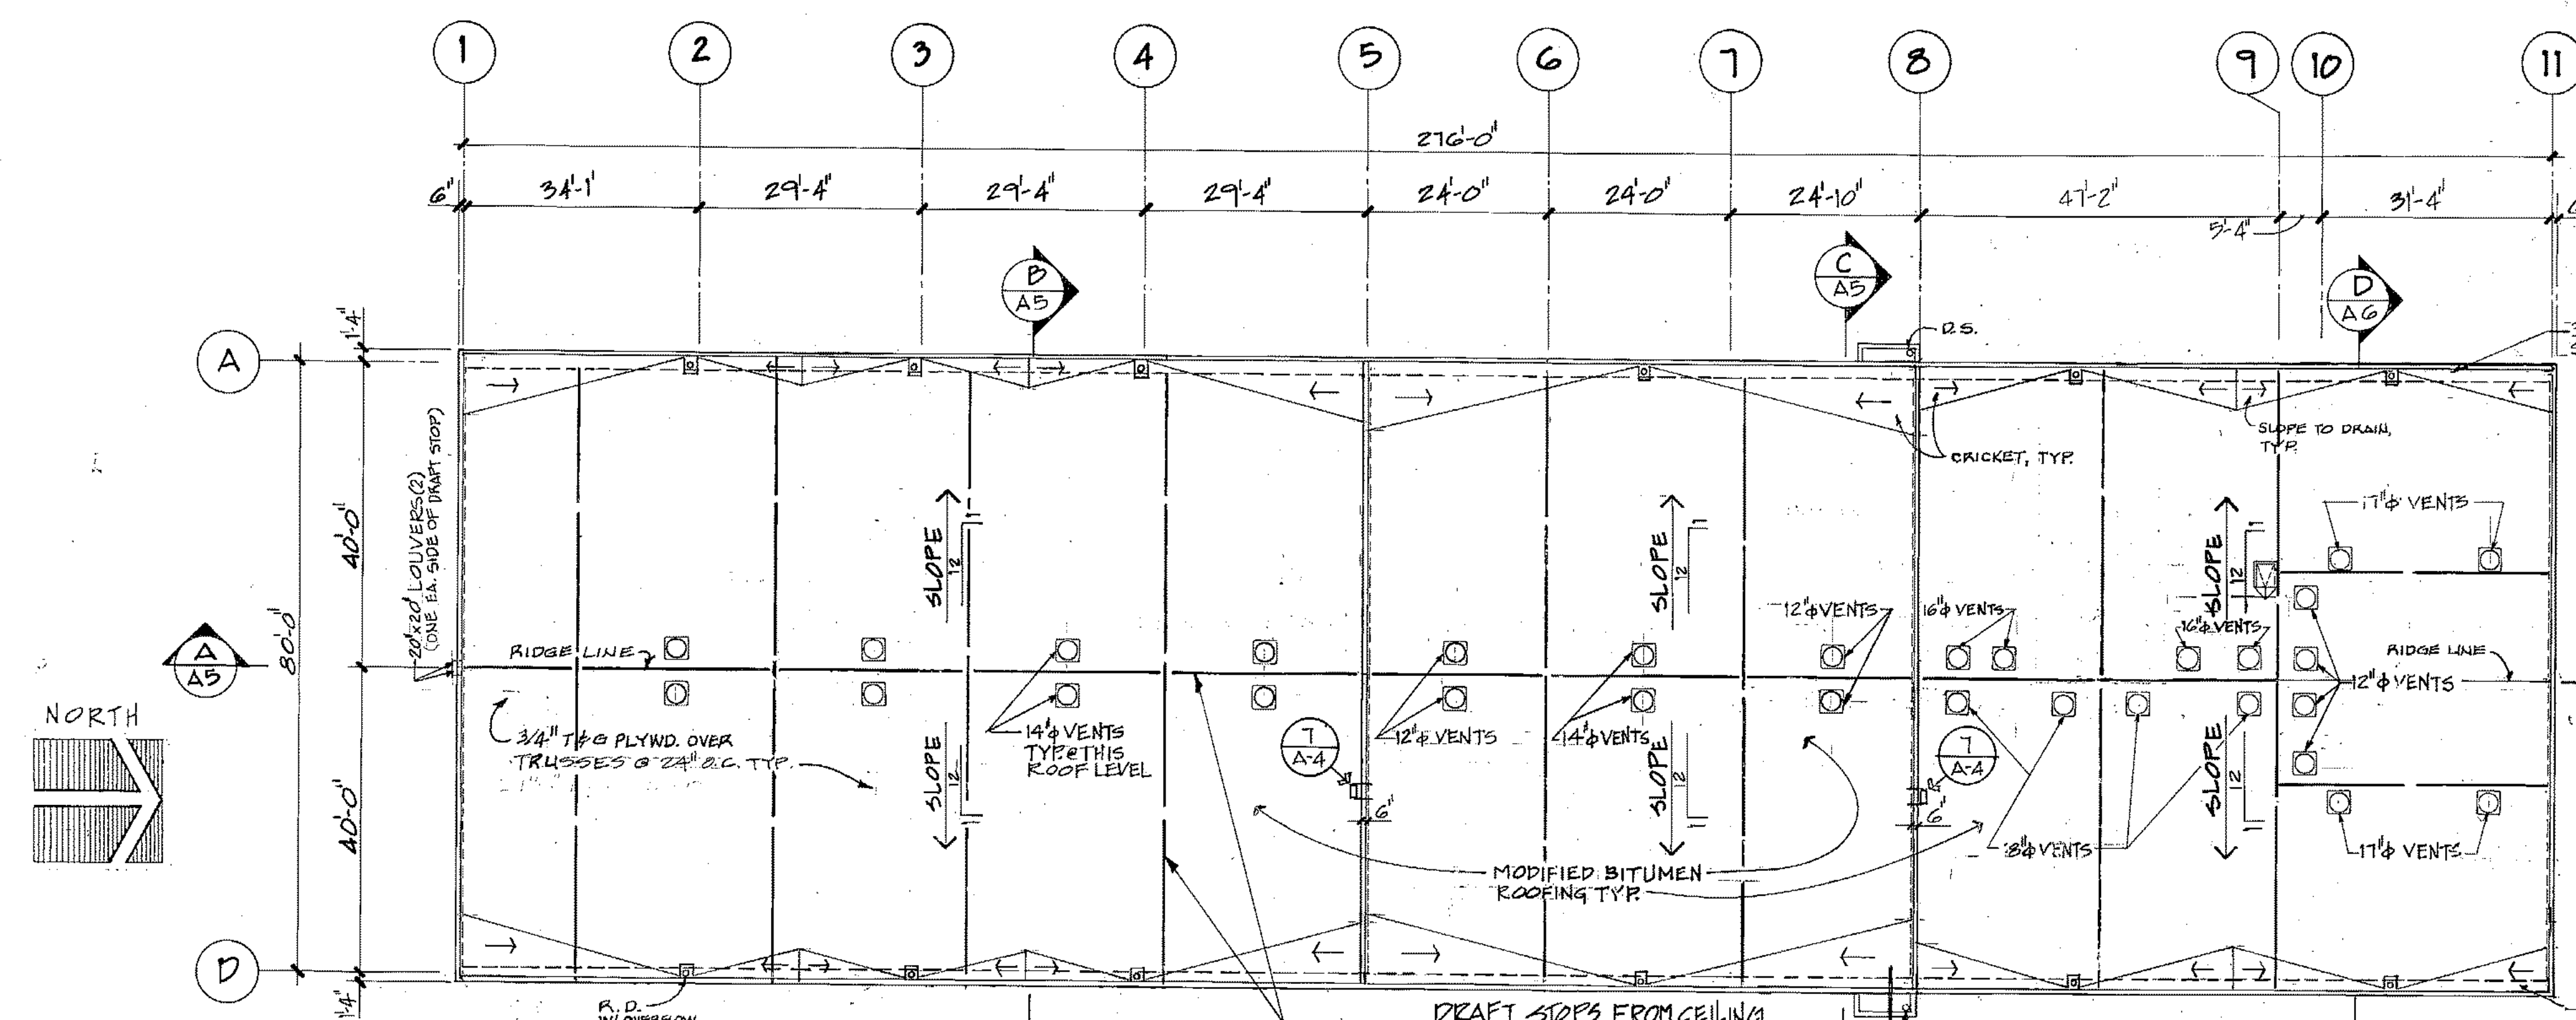 1 2 3 4 5 6 7 8 9 10 11
276'-0"
6" 34'-1" 29'-4" 29'-4" 29'-4" 24'-0" 24'-0" 24'-10" 47'-2" 31'-4"
5'-4"
B
A5
C
A5
D
A6
1'-4"
A
D.S.
20"x20" LOUVERS (2)
(ONE EA. SIDE OF DRAFT STOP)
SLOPE TO DRAIN,
TYP.
CRICKET, TYP.
40'-0"
80'-0"
SLOPE
12
1
SLOPE
12
1
SLOPE
12
1
17"φ VENTS
12"φ VENTS
16"φ VENTS
16"φ VENTS
RIDGE LINE
RIDGE LINE
A
A5
12"φ VENTS
NORTH
3/4" T&G PLYWD. OVER
TRUSSES @ 24" O.C. TYP.
14"φ VENTS
TYP. @ THIS
ROOF LEVEL
7
A-4
12"φ VENTS
14"φ VENTS
7
A-4
SLOPE
12
1
SLOPE
12
1
SLOPE
12
1
40'-0"
6"
6"
18"φ VENTS
17"φ VENTS
MODIFIED BITUMEN
ROOFING TYP.
D
1'-4"
R.D.
W/OVERFLOW
DRAFT STOPS FROM CEILING